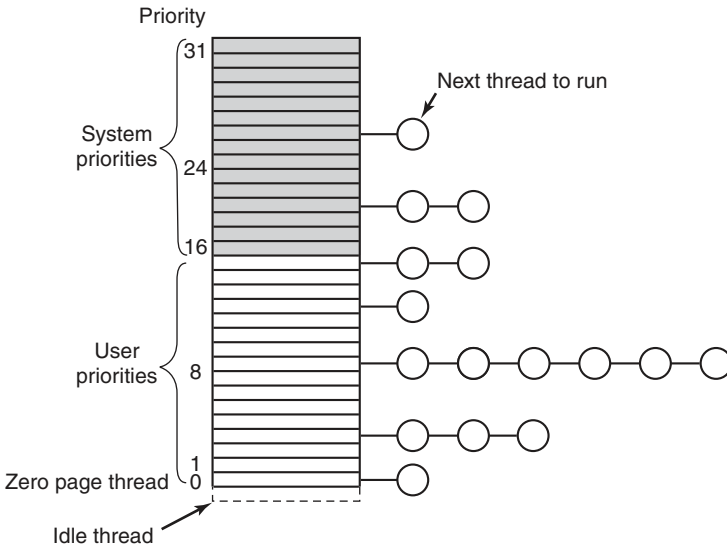 Priority
31
Next thread to run
System
priorities
24
16
User
priorities
8
1
Zero page thread
0
Idle thread